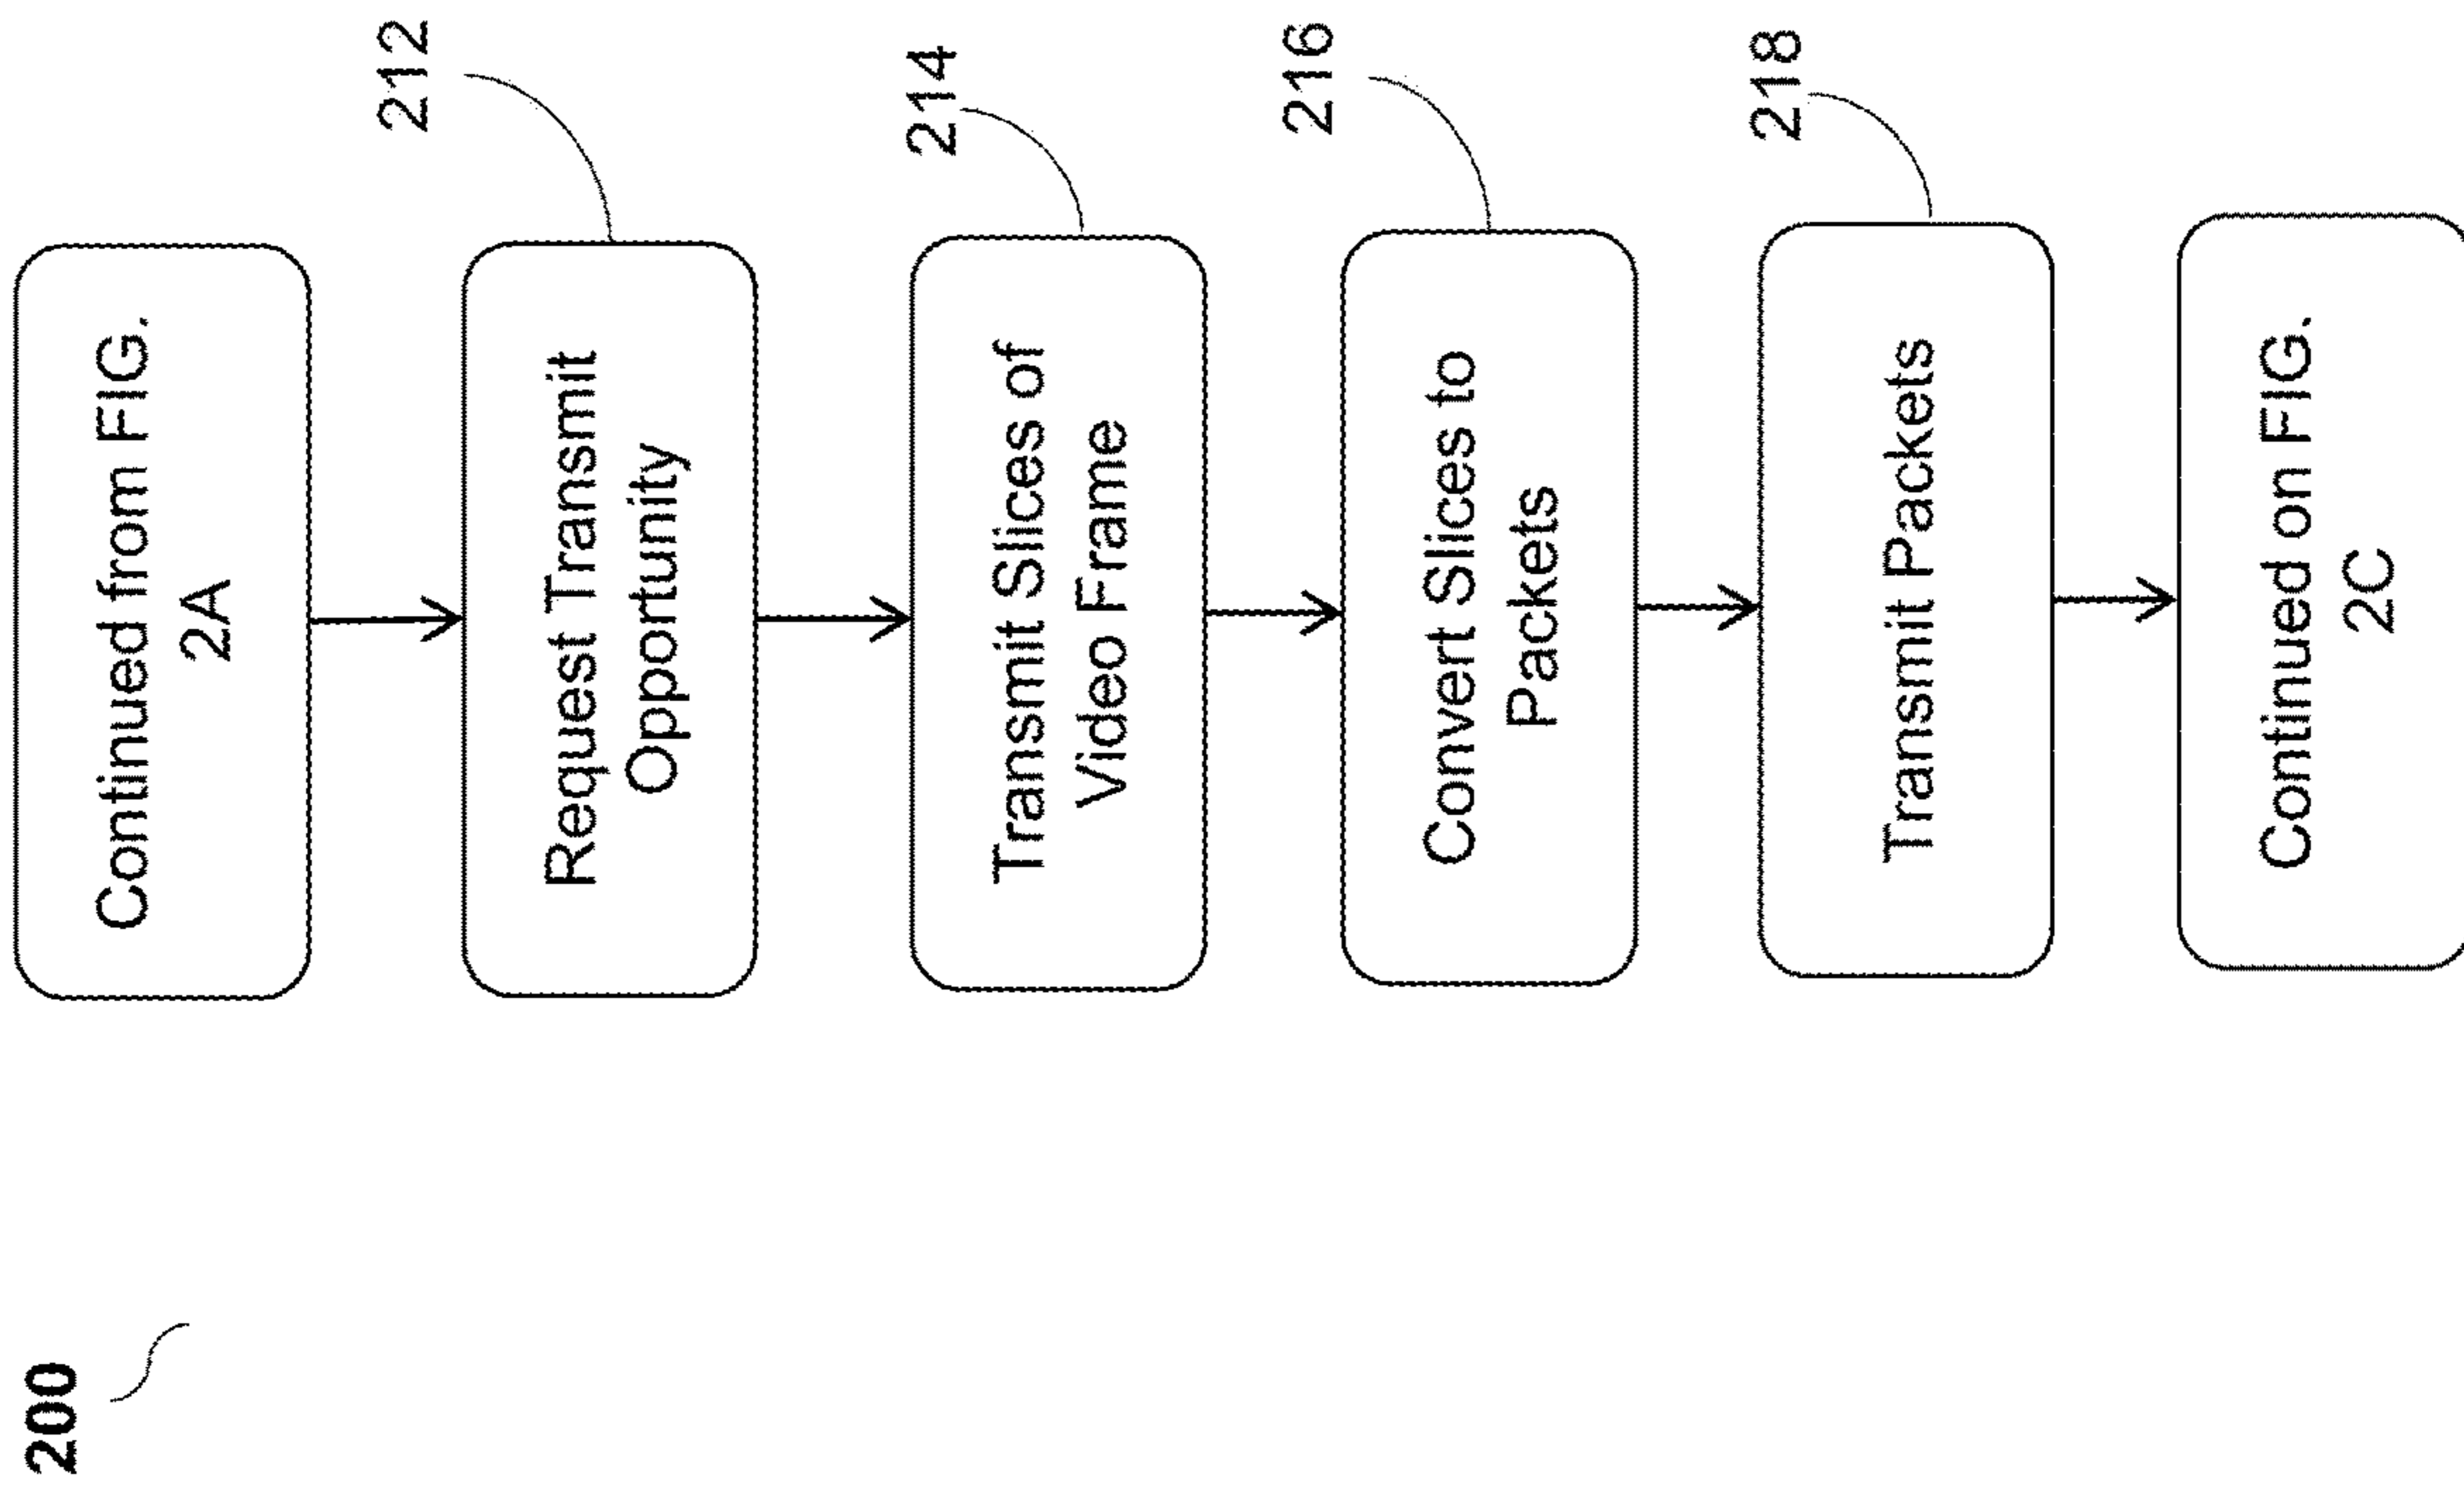 200
Continued from FIG.
2A
212
Request Transmit
Opportunity
214
Transmit Slices of
Video Frame
216
Convert Slices to
Packets
218
Transmit Packets
Continued on FIG.
2C